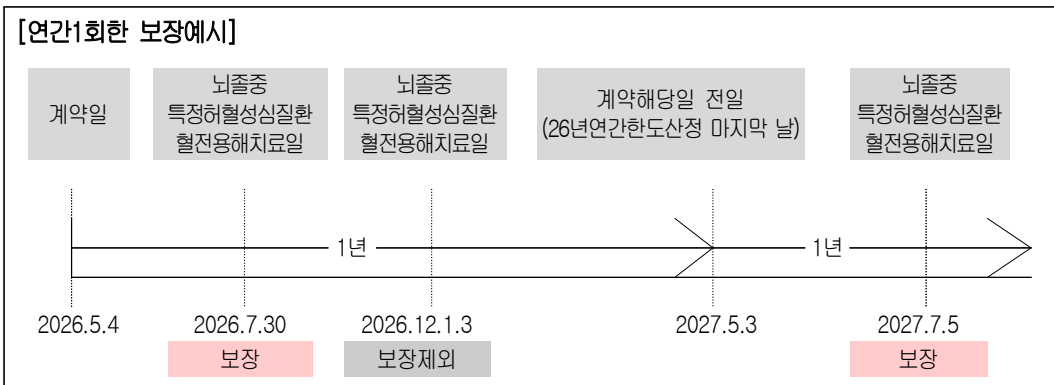 [연간1회한 보장예시]
계약일
뇌졸중
특정허혈성심질환
혈전용해치료일
뇌졸중
특정허혈성심질환
혈전용해치료일
계약해당일 전일
(26년연간한도산정 마지막 날)
뇌졸중
특정허혈성심질환
혈전용해치료일
1년
1년
2026.5.4
2026.7.30
2026.12.1.3
2027.5.3
2027.7.5
보장
보장제외
보장